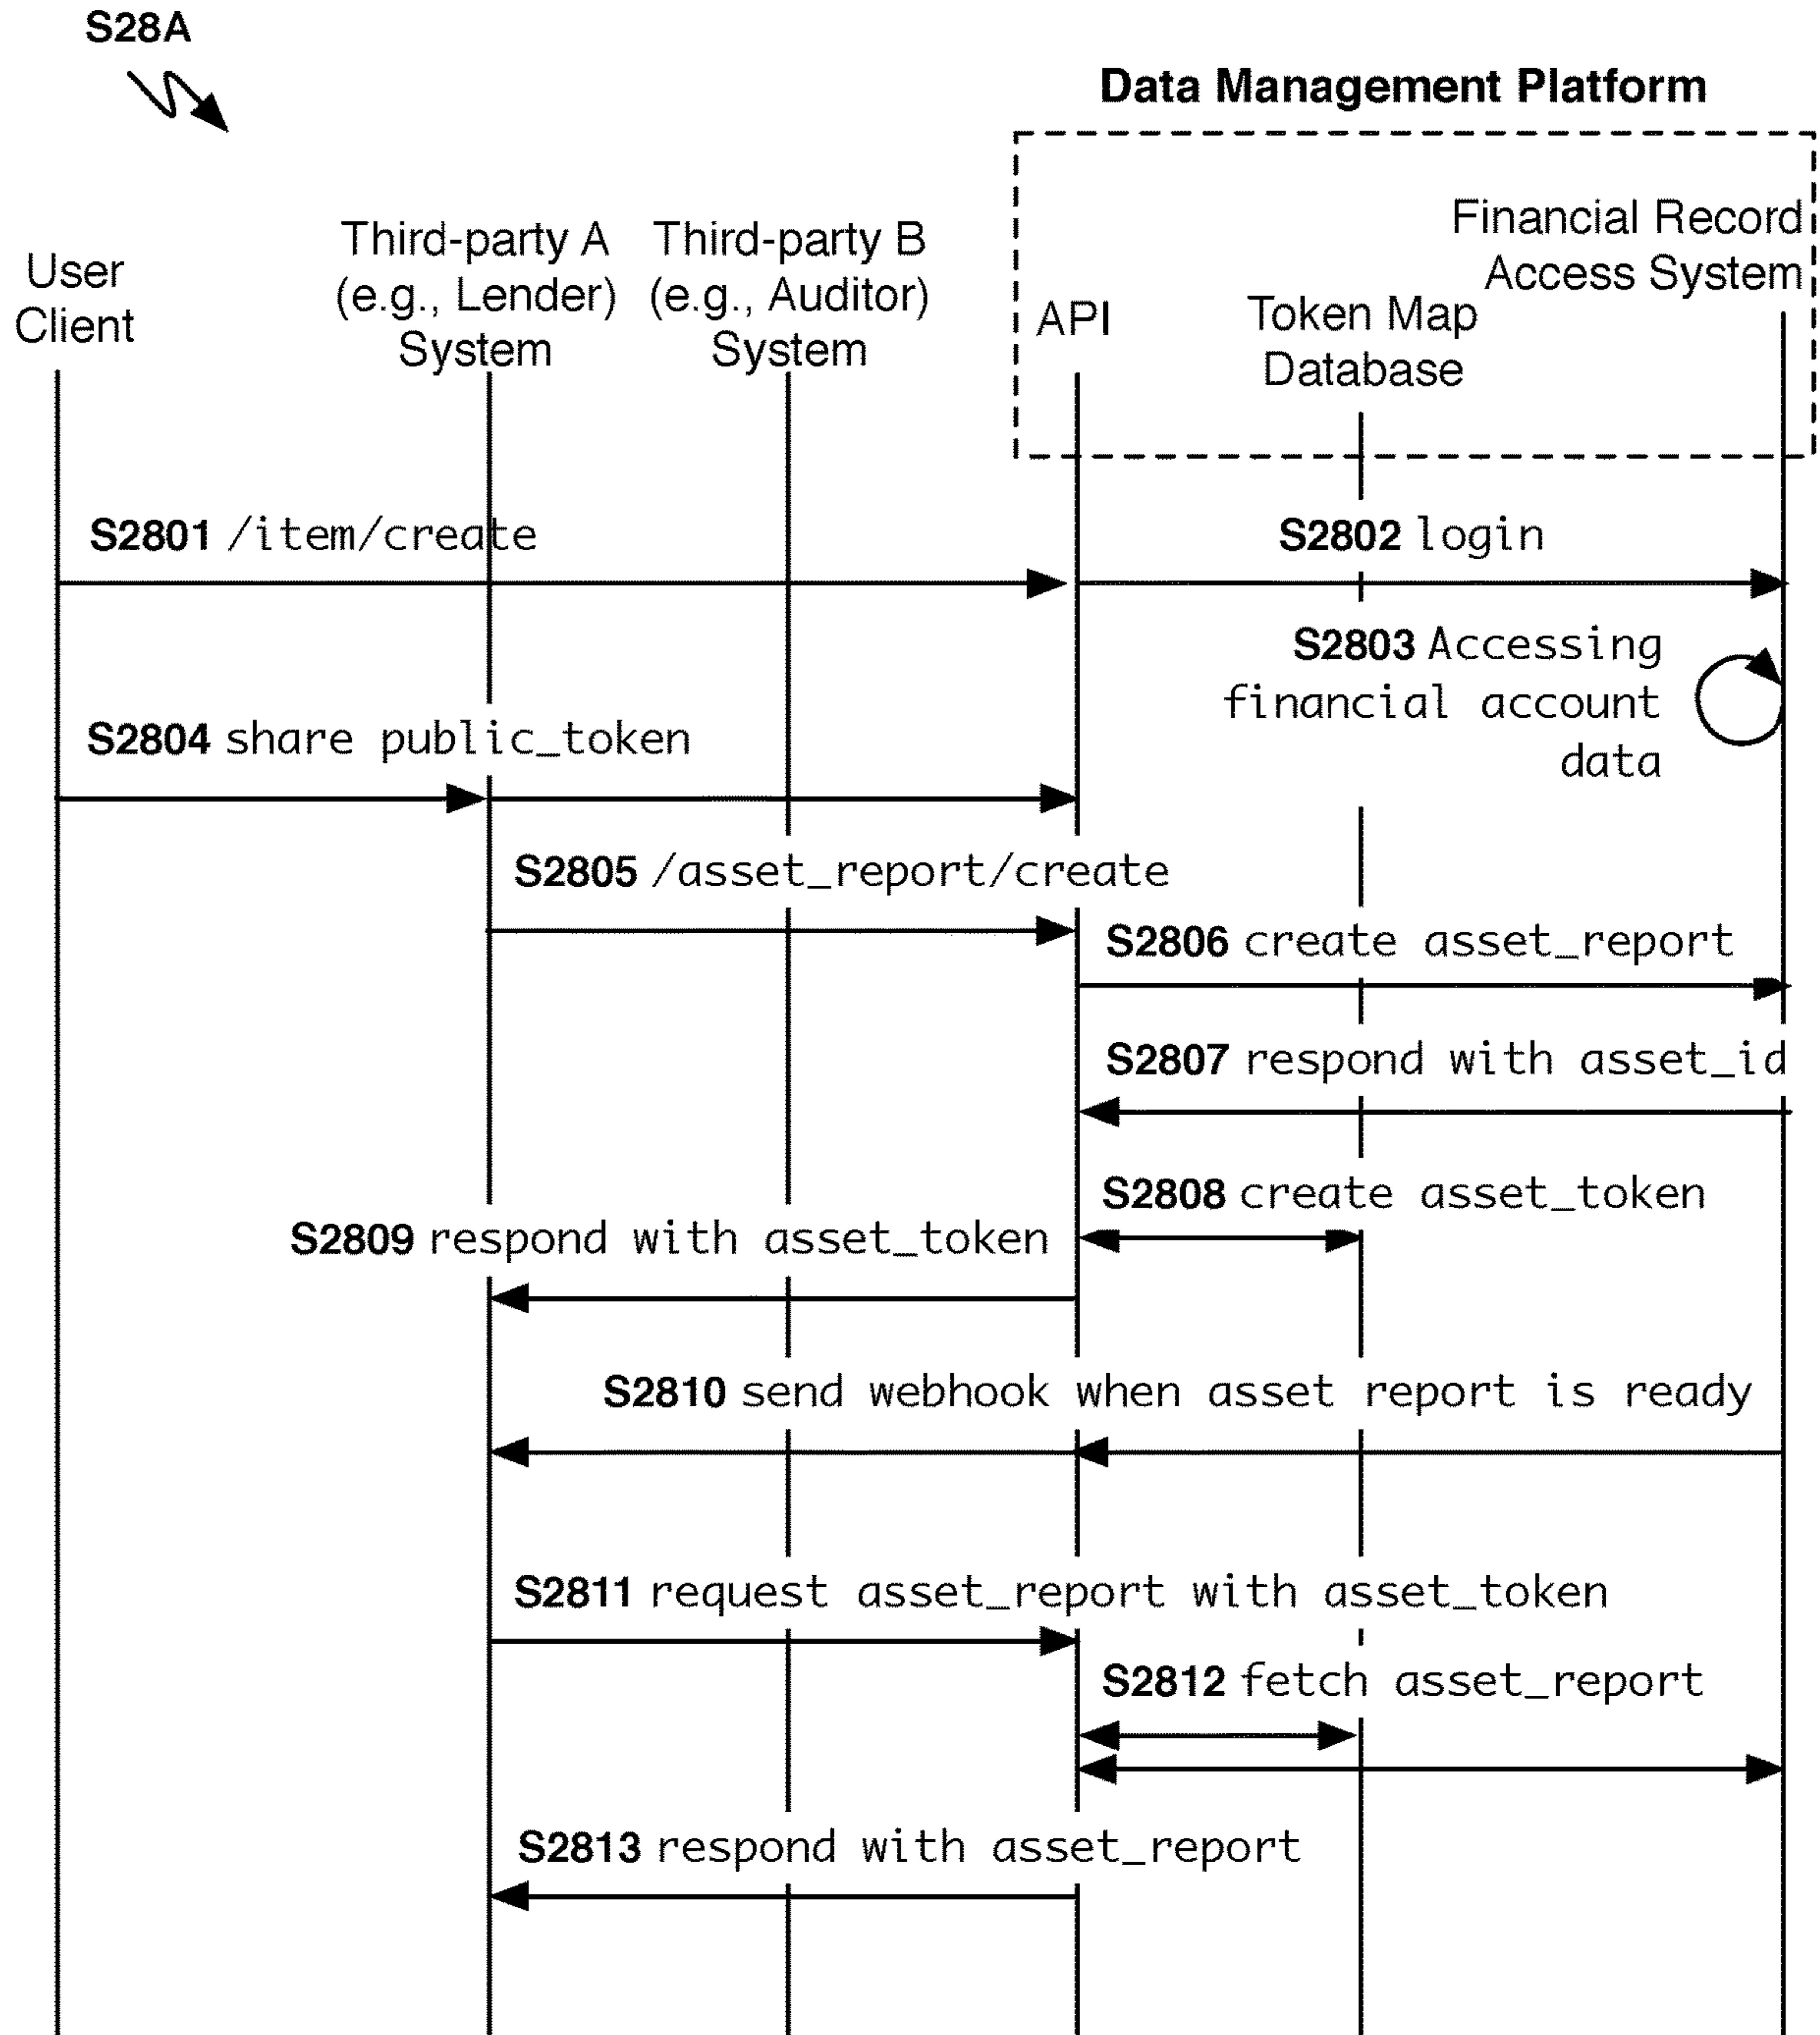 S28A
Data Management Platform
User
Client
Third-party A
(e.g., Lender)
System
Third-party B
(e.g., Auditor)
System
API
Token Map
Database
Financial Record
Access System
S2801 /item/create
S2802 login
S2803 Accessing
financial account
data
S2804 share public_token
S2805 /asset_report/create
S2806 create asset_report
S2807 respond with asset_id
S2808 create asset_token
S2809 respond with asset_token
S2810 send webhook when asset report is ready
S2811 request asset_report with asset_token
S2812 fetch asset_report
S2813 respond with asset_report